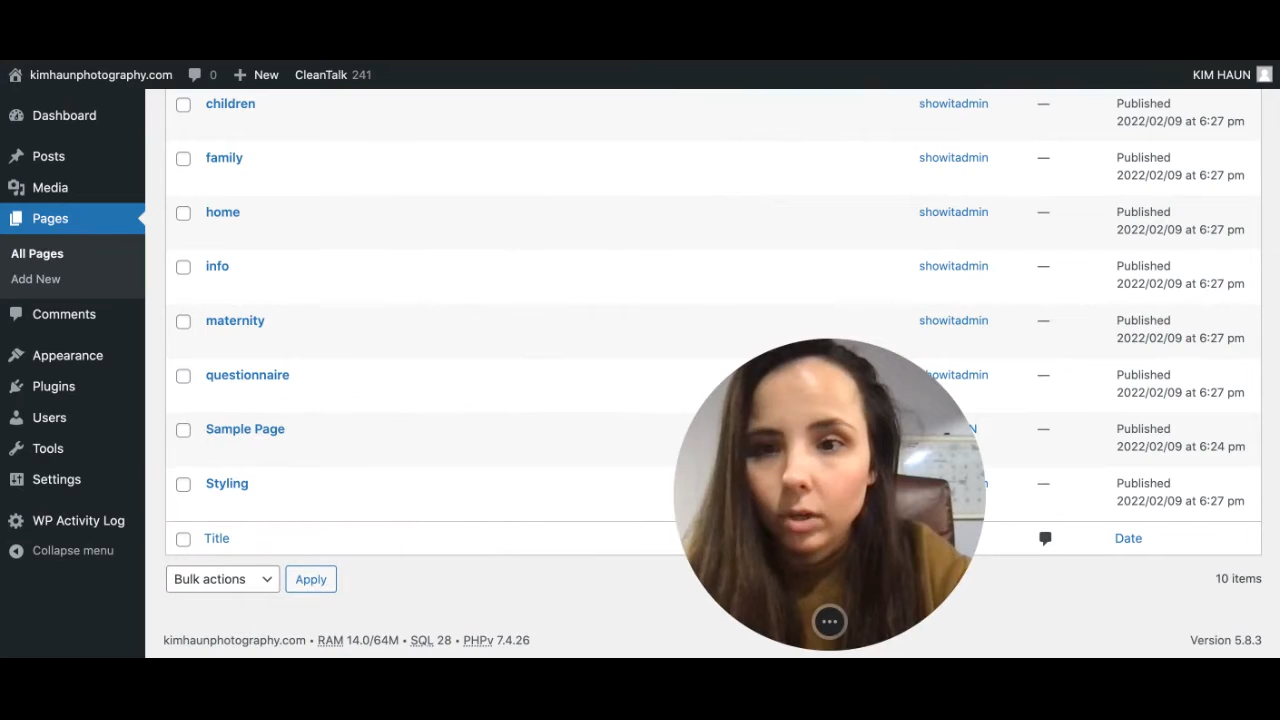 kimhaunphotography.com 0 New CleanTalk 241 KIM HAUN
Dashboard
Posts
Media
Pages
All Pages
Add New
Comments
Appearance
Plugins
Users
Tools
Settings
WP Activity Log
Collapse menu
children showitadmin — Published
2022/02/09 at 6:27 pm
family showitadmin — Published
2022/02/09 at 6:27 pm
home showitadmin — Published
2022/02/09 at 6:27 pm
info showitadmin — Published
2022/02/09 at 6:27 pm
maternity showitadmin — Published
2022/02/09 at 6:27 pm
questionnaire showitadmin — Published
2022/02/09 at 6:27 pm
Sample Page — Published
2022/02/09 at 6:24 pm
Styling — Published
2022/02/09 at 6:27 pm
Title Date
Bulk actions Apply 10 items
kimhaunphotography.com • RAM 14.0/64M • SQL 28 • PHPv 7.4.26 Version 5.8.3